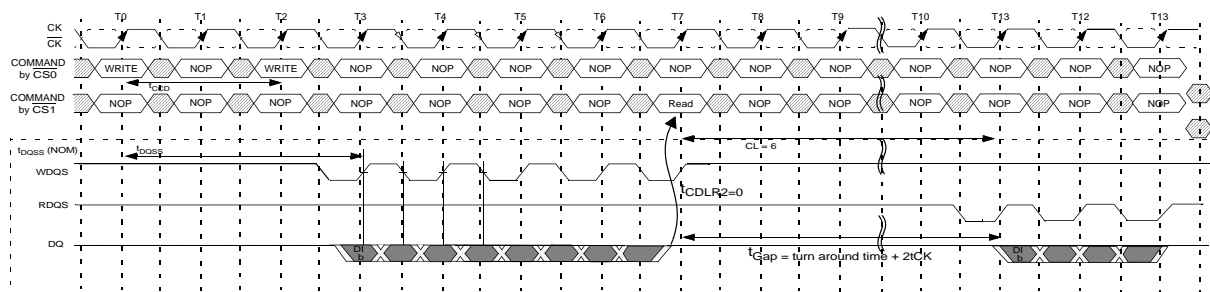 T0 T1 T2 T3 T4 T5 T6 T7 T8 T9 T10 T13 T12 T13
CK
CK
COMMAND by CS0 WRITE NOP WRITE NOP NOP NOP NOP NOP NOP NOP NOP NOP NOP NOP
tCCD
COMMAND by CS1 NOP NOP NOP NOP NOP NOP NOP Read NOP NOP NOP NOP NOP NOP
tDQSS (NOM) tDQSS CL = 6
WDQS
tCDLR2=0
RDQS
DQ DI b DI b
tGap = turn around time + 2tCK